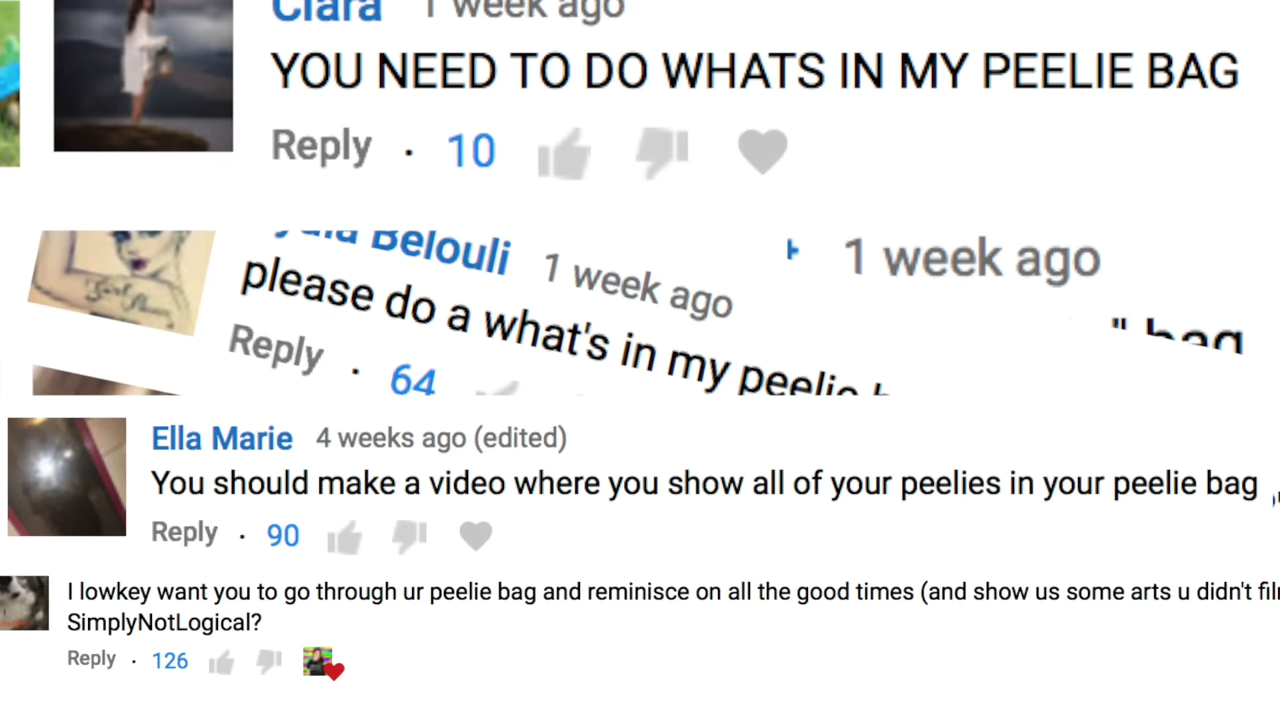 Clara 1 week ago
YOU NEED TO DO WHATS IN MY PEELIE BAG
Reply · 10
Belouli 1 week ago
1 week ago
please do a what's in my peelie
" bag
Reply · 64
Ella Marie 4 weeks ago (edited)
You should make a video where you show all of your peelies in your peelie bag
Reply · 90
I lowkey want you to go through ur peelie bag and reminisce on all the good times (and show us some arts u didn't
SimplyNotLogical?
Reply · 126